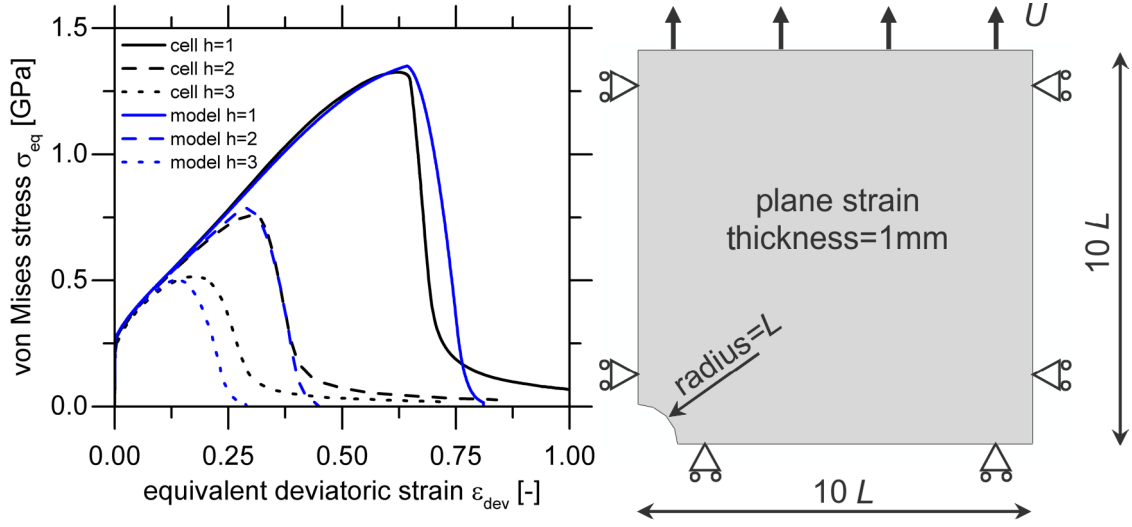 von Mises stress σeq [GPa]
1.5
1.0
0.5
0.0
cell h=1
cell h=2
cell h=3
model h=1
model h=2
model h=3
0.00 0.25 0.50 0.75 1.00
equivalent deviatoric strain εdev [-]
U
plane strain
thickness=1mm
radius=L
10 L
10 L